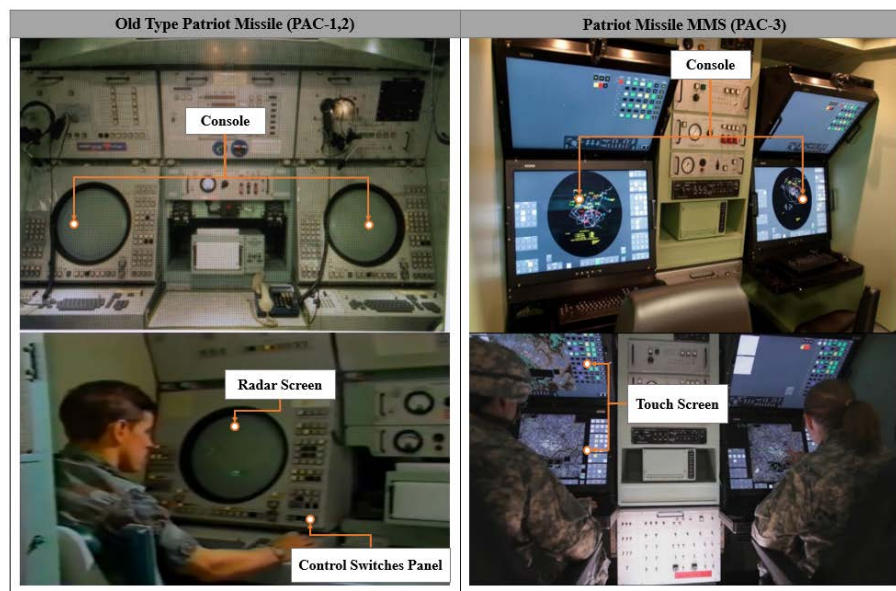 Old Type Patriot Missile (PAC-1,2)
Patriot Missile MMS (PAC-3)
Console
Console
Radar Screen
Control Switches Panel
Touch Screen